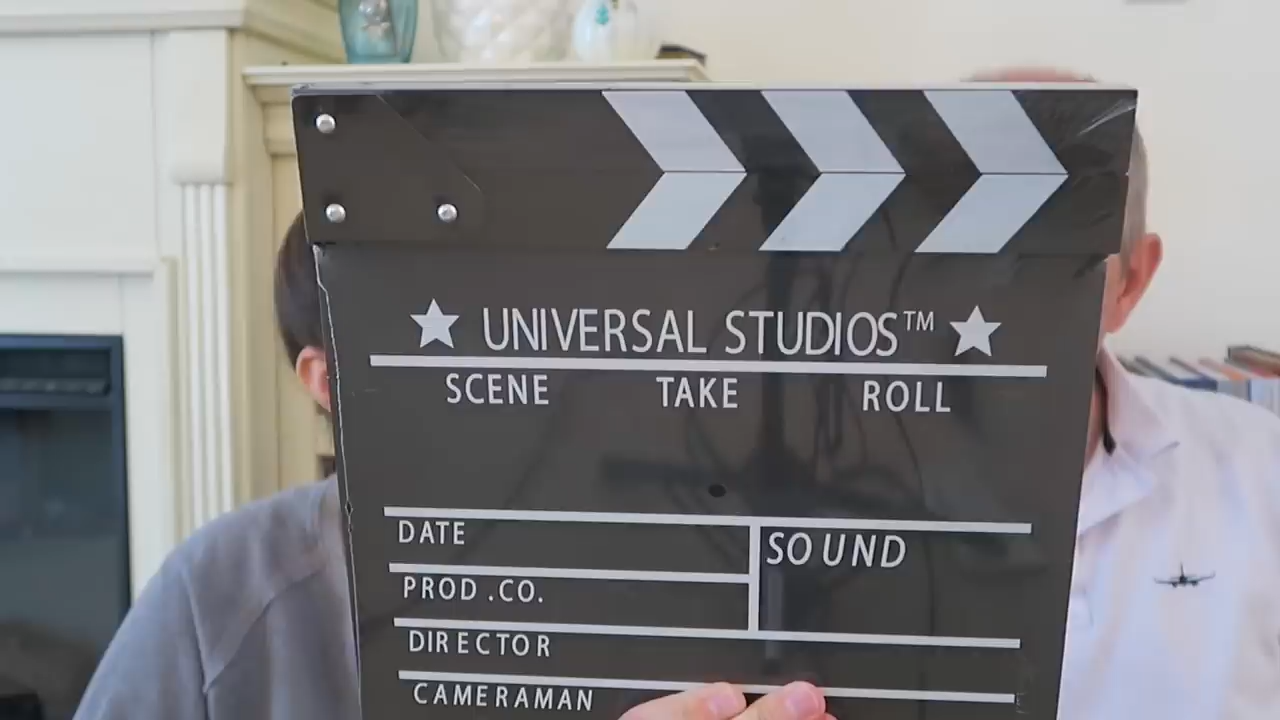 UNIVERSAL STUDIOS™
SCENE TAKE ROLL
DATE
SOUND
PROD .CO.
DIRECTOR
CAMERAMAN